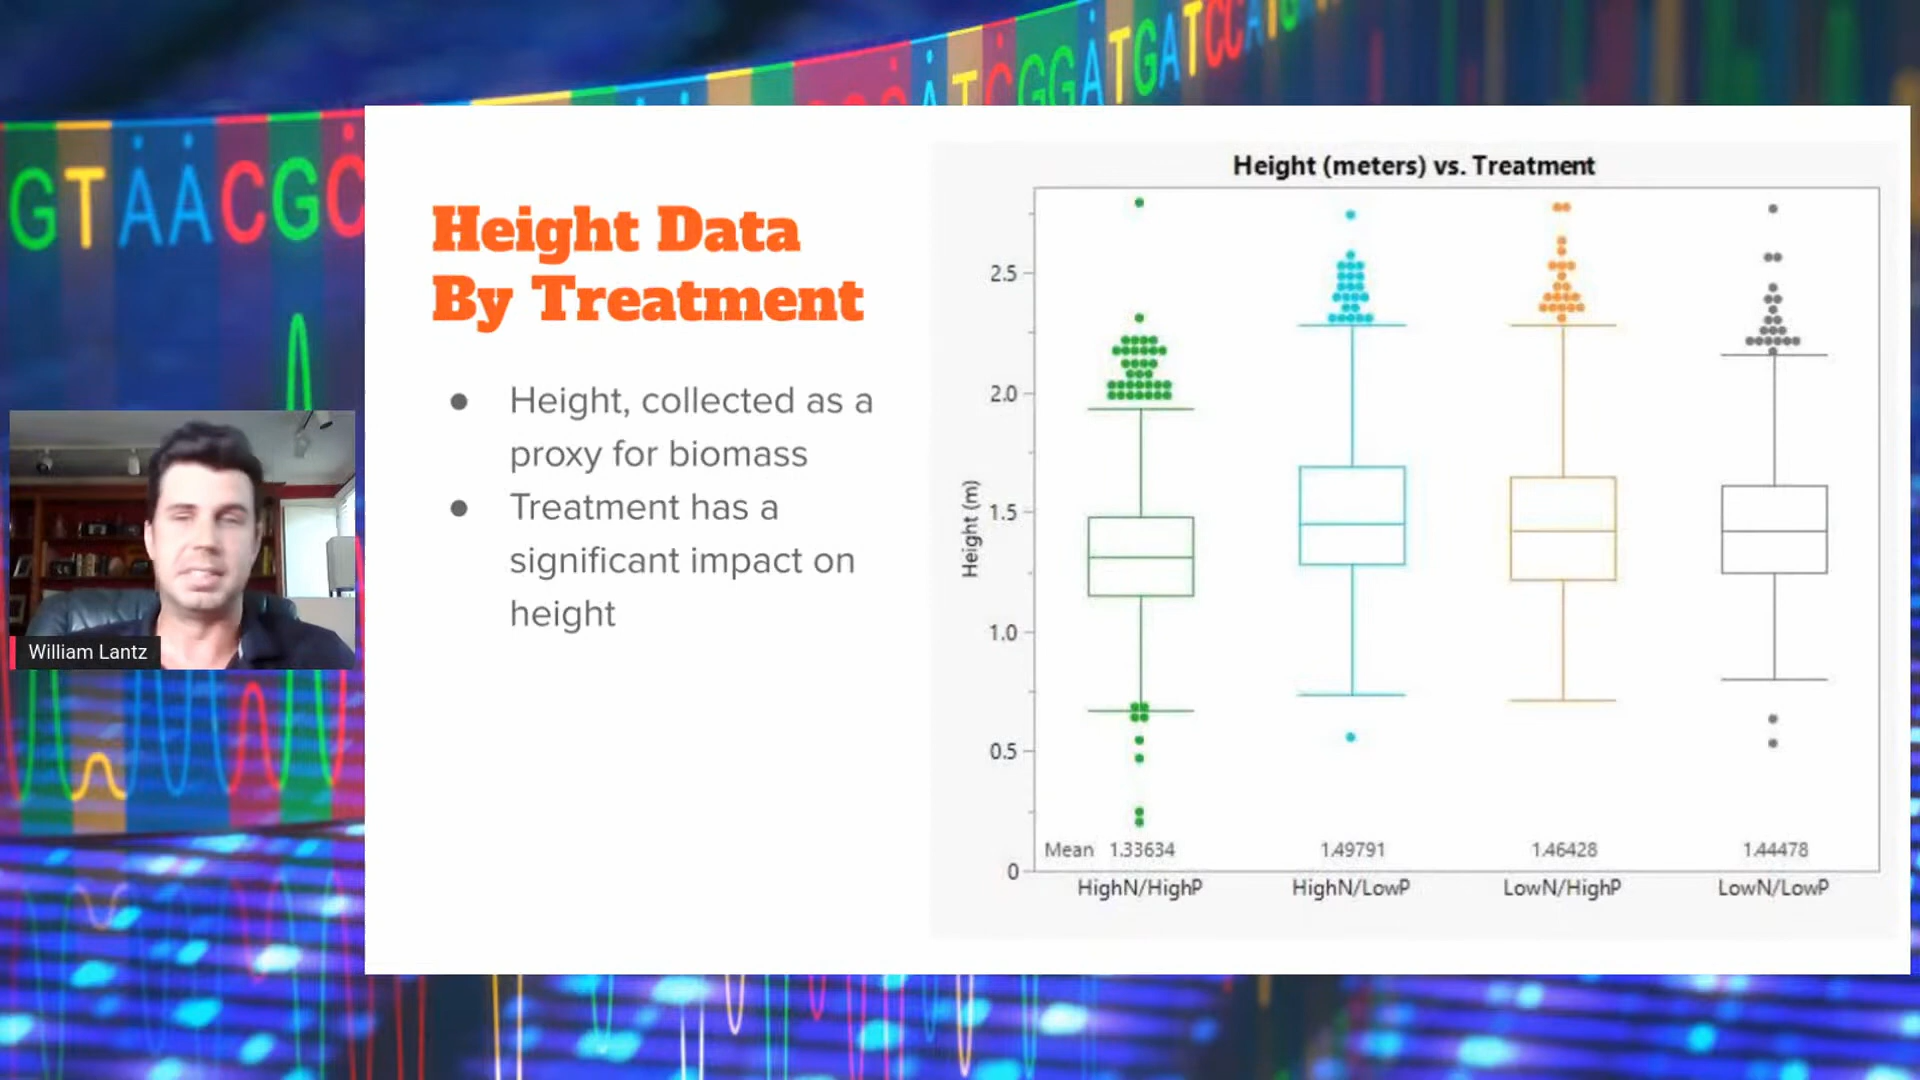 GTAACGC
ATCGGATGATCCATG
Height Data
By Treatment
● Height, collected as a
proxy for biomass
● Treatment has a
significant impact on
height
William Lantz
Height (meters) vs. Treatment
Height (m)
2.5
2.0
1.5
1.0
0.5
0
Mean 1.33634 1.49791 1.46428 1.44478
HighN/HighP HighN/LowP LowN/HighP LowN/LowP